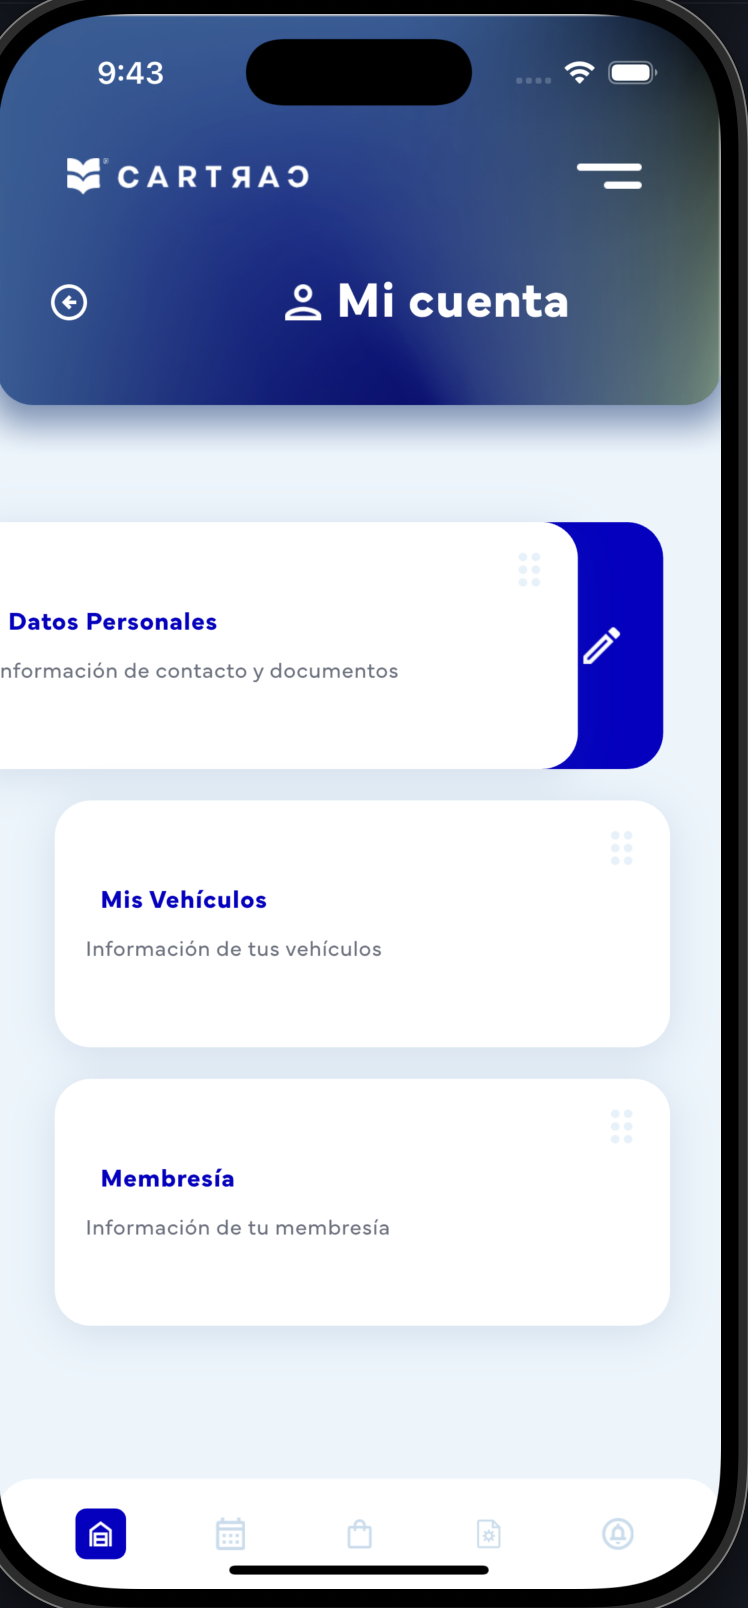 9:43
CARTЯAƆ
Mi cuenta
Datos Personales
nformación de contacto y documentos
Mis Vehículos
Información de tus vehículos
Membresía
Información de tu membresía